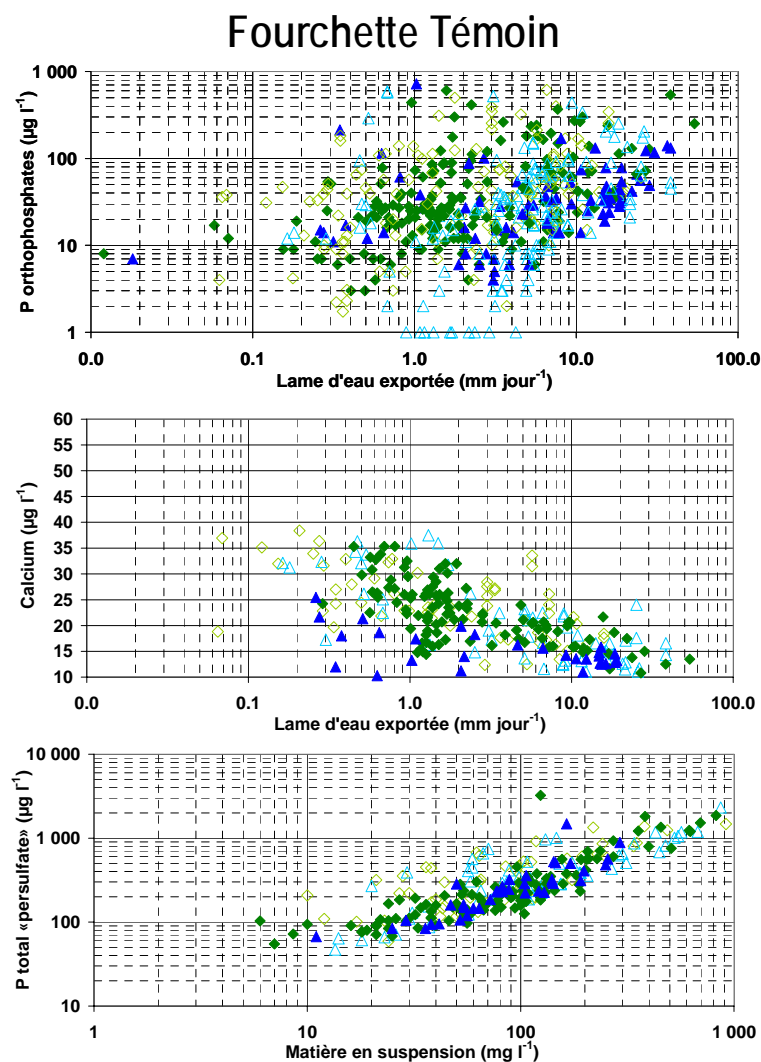 Fourchette Témoin
P orthophosphates (µg l-1)
1 000
100
10
1
0.0 0.1 1.0 10.0 100.0
Lame d'eau exportée (mm jour-1)
Calcium (µg l-1)
60
55
50
45
40
35
30
25
20
15
10
0.0 0.1 1.0 10.0 100.0
Lame d'eau exportée (mm jour-1)
P total «persulfate» (µg l-1)
10 000
1 000
100
10
1 10 100 1 000
Matière en suspension (mg l-1)